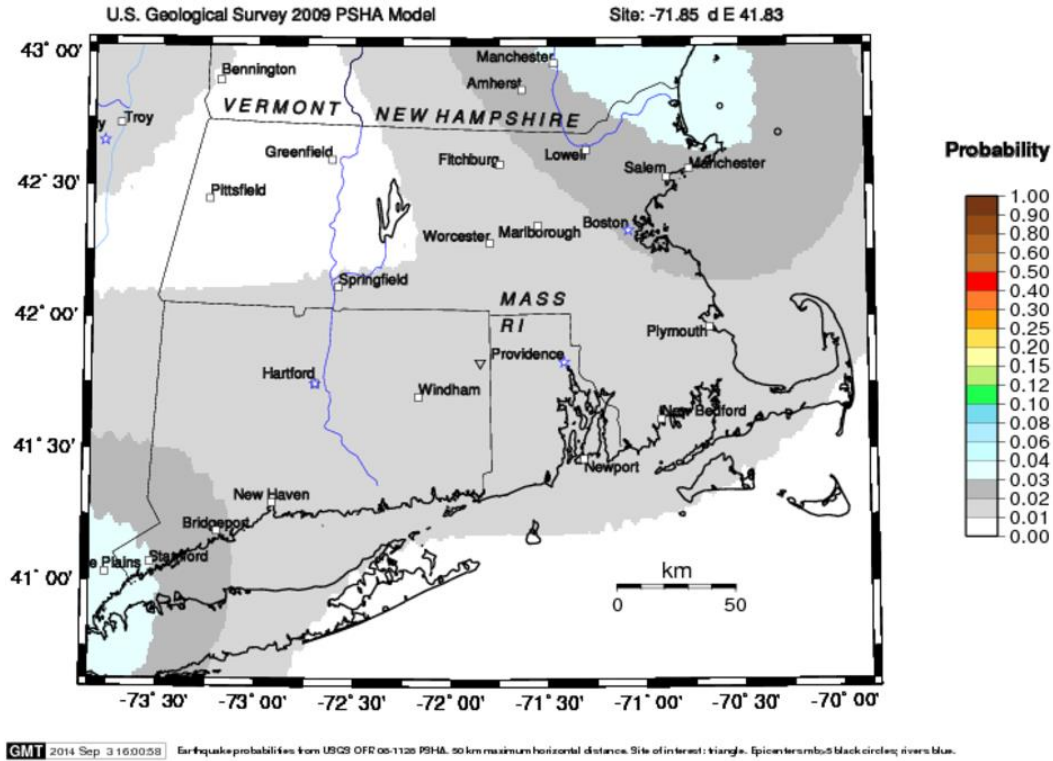 U.S. Geological Survey 2009 PSHA Model Site: -71.85 d E 41.83
43° 00'
42° 30'
42° 00'
41° 30'
41° 00'
-73° 30' -73° 00' -72° 30' -72° 00' -71° 30' -71° 00' -70° 30' -70° 00'
Manchester
Bennington
Amherst
VERMONT NEW HAMPSHIRE
y Troy
Greenfield
Fitchburg
Lowell
Salem
Manchester
Pittsfield
Worcester
Marlborough
Boston
Springfield
MASS
RI
Plymouth
Providence
Hartford
Windham
New Bedford
Newport
New Haven
Bridgeport
e Plains
Stamford
km
0 50
Probability
1.00
0.90
0.80
0.60
0.50
0.40
0.30
0.25
0.20
0.15
0.12
0.10
0.08
0.06
0.04
0.03
0.02
0.01
0.00
GMT 2014 Sep 3 16:00:58 Earthquake probabilities from USGS OFR 08-1128 PSHA. 50 km maximum horizontal distance. Site of interest: triangle. Epicenters mb>=5 black circles; rivers blue.